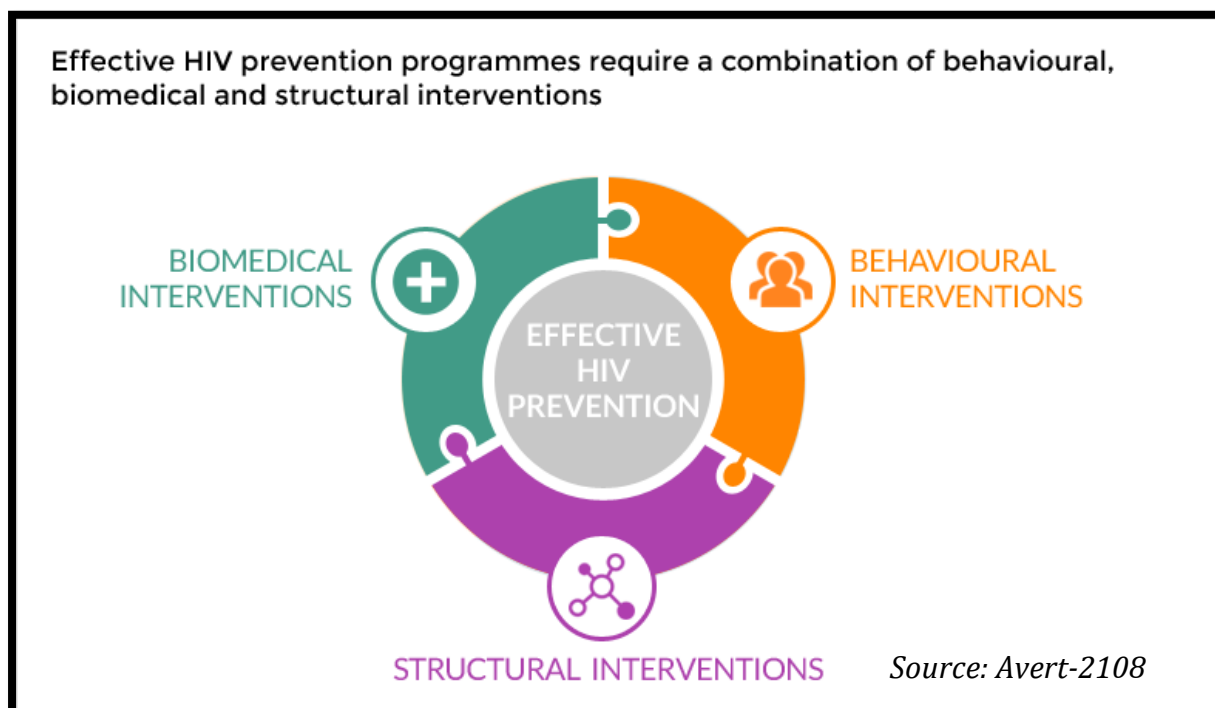 Effective HIV prevention programmes require a combination of behavioural,
biomedical and structural interventions
BIOMEDICAL
INTERVENTIONS
BEHAVIOURAL
INTERVENTIONS
EFFECTIVE
HIV
PREVENTION
STRUCTURAL INTERVENTIONS
Source: Avert-2108